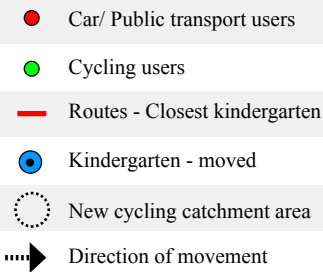 Car/ Public transport users
Cycling users
Routes - Closest kindergarten
Kindergarten - moved
New cycling catchment area
Direction of movement